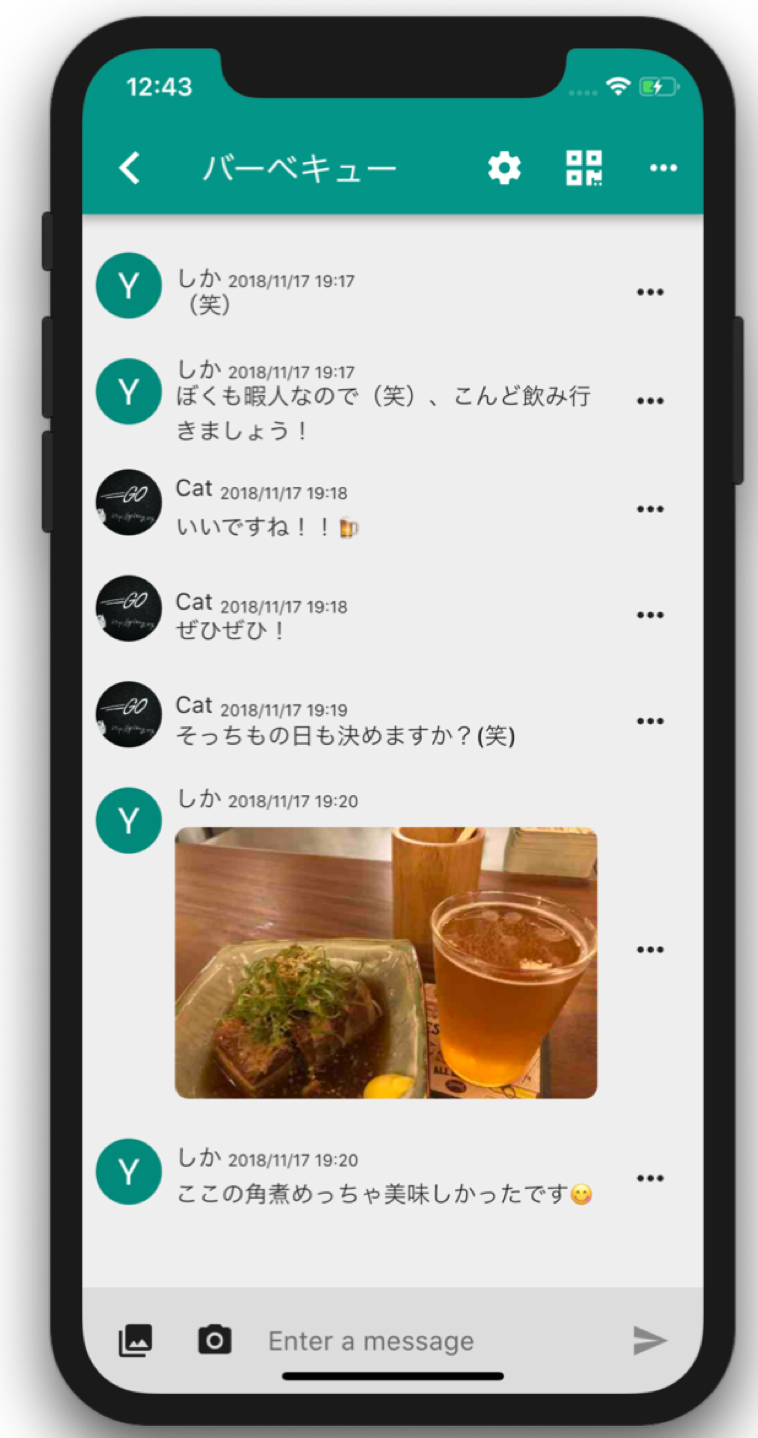 12:43
バーベキュー
Y
しか 2018/11/17 19:17
（笑）
Y
しか 2018/11/17 19:17
ぼくも暇人なので（笑）、こんど飲み行
きましょう！
GO
Cat 2018/11/17 19:18
いいですね！！🍺
GO
Cat 2018/11/17 19:18
ぜひぜひ！
GO
Cat 2018/11/17 19:19
そっちもの日も決めますか？(笑)
Y
しか 2018/11/17 19:20
ALE
Y
しか 2018/11/17 19:20
ここの角煮めっちゃ美味しかったです😋
Enter a message